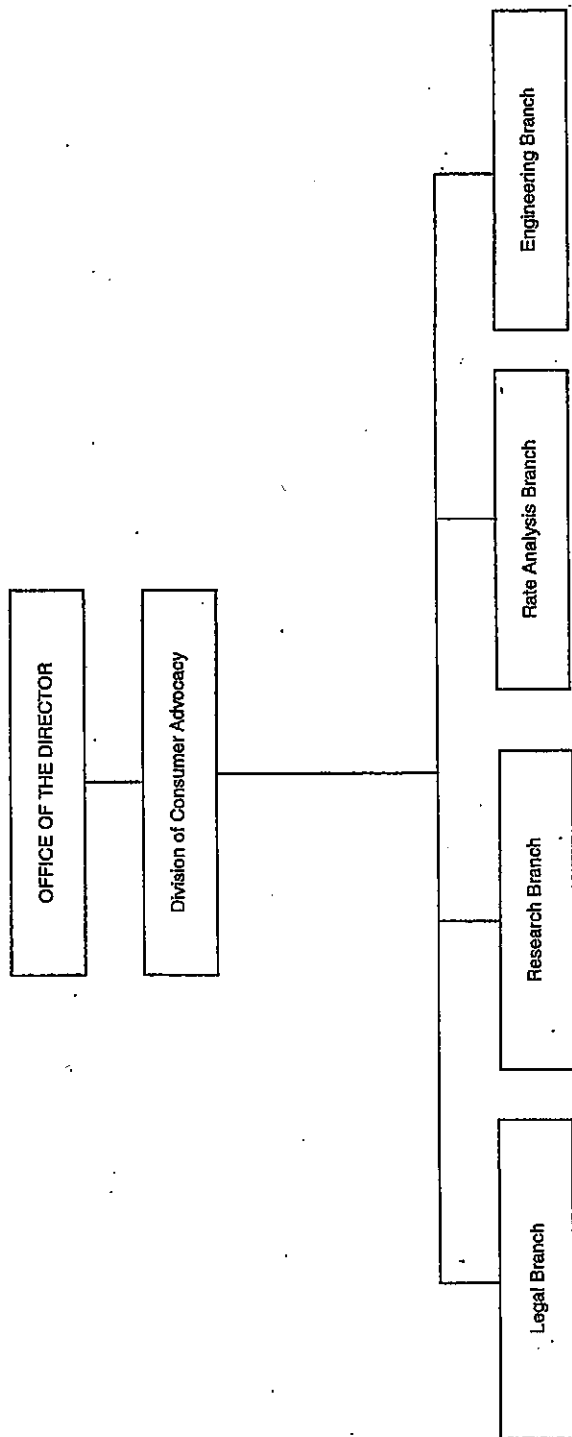 OFFICE OF THE DIRECTOR
Division of Consumer Advocacy
Legal Branch
Research Branch
Rate Analysis Branch
Engineering Branch